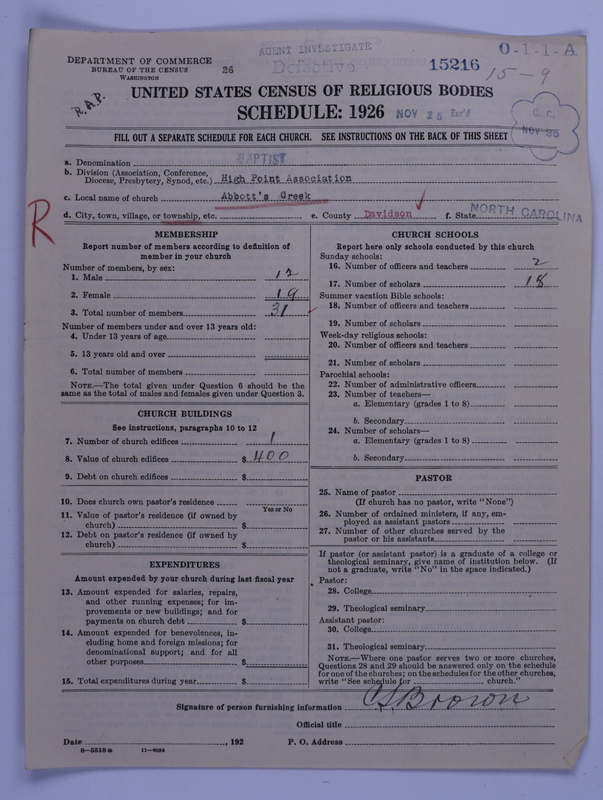 AGENT INVESTIGATE
0-1-1-A
DEPARTMENT OF COMMERCE
BUREAU OF THE CENSUS
WASHINGTON
26
Defective
15216
15-9
R.A.P.
UNITED STATES CENSUS OF RELIGIOUS BODIES
SCHEDULE: 1926
NOV 25 Rec'd
FILL OUT A SEPARATE SCHEDULE FOR EACH CHURCH. SEE INSTRUCTIONS ON THE BACK OF THIS SHEET
a. Denomination BAPTIST
b. Division (Association, Conference,
Diocese, Presbytery, Synod, etc.) High Point Association
c. Local name of church Abbott's Creek
d. City, town, village, or township, etc. e. County Davidson f. State NORTH CAROLINA
R
MEMBERSHIP
Report number of members according to definition of
member in your church
Number of members, by sex:
1. Male 12
2. Female 19
3. Total number of members 31
Number of members under and over 13 years old:
4. Under 13 years of age
5. 13 years old and over
6. Total number of members
NOTE.—The total given under Question 6 should be the
same as the total of males and females given under Question 3.
CHURCH BUILDINGS
See instructions, paragraphs 10 to 12
7. Number of church edifices 1
8. Value of church edifices $ 400
9. Debt on church edifices $
10. Does church own pastor's residence
Yes or No
11. Value of pastor's residence (if owned by
church) $
12. Debt on pastor's residence (if owned by
church) $
EXPENDITURES
Amount expended by your church during last fiscal year
13. Amount expended for salaries, repairs,
and other running expenses; for im-
provements or new buildings; and for
payments on church debt $
14. Amount expended for benevolences, in-
cluding home and foreign missions; for
denominational support; and for all
other purposes $
15. Total expenditures during year $
CHURCH SCHOOLS
Report here only schools conducted by this church
Sunday schools:
16. Number of officers and teachers 2
17. Number of scholars 18
Summer vacation Bible schools:
18. Number of officers and teachers
19. Number of scholars
Week-day religious schools:
20. Number of officers and teachers
21. Number of scholars
Parochial schools:
22. Number of administrative officers
23. Number of teachers—
a. Elementary (grades 1 to 8)
b. Secondary
24. Number of scholars—
a. Elementary (grades 1 to 8)
b. Secondary
PASTOR
25. Name of pastor
(If church has no pastor, write "None")
26. Number of ordained ministers, if any, em-
ployed as assistant pastors
27. Number of other churches served by the
pastor or his assistants
If pastor (or assistant pastor) is a graduate of a college or
theological seminary, give name of institution below. (If
not a graduate, write "No" in the space indicated.)
Pastor:
28. College
29. Theological seminary
Assistant pastor:
30. College
31. Theological seminary
NOTE.—Where one pastor serves two or more churches,
Questions 28 and 29 should be answered only on the schedule
for one of the churches; on the schedules for the other churches,
write "See schedule for church."
Signature of person furnishing information Brown
Official title
Date , 192 P. O. Address
8—5518a 11—9084